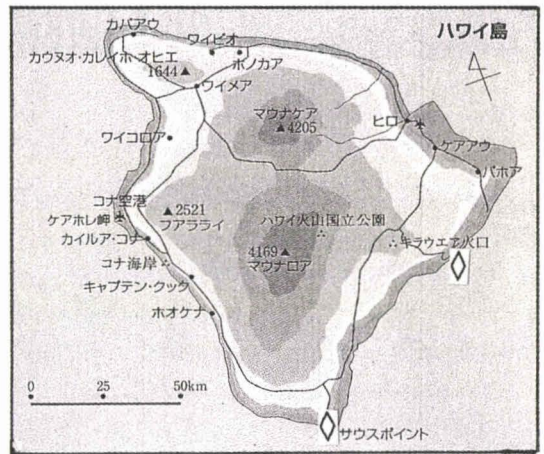 ハワイ島
カパアウ
ワイピオ
カウヌオ・カレイホ・オヒエ
1644
ホノカア
ワイメア
マウナケア
4205
ヒロ
ワイコロア
ケアアウ
パホア
コナ空港
2521
ケアホレ岬
フアラライ
ハワイ火山国立公園
カイルア・コナ
4169
キラウエア火口
マウナロア
コナ海岸
キャプテン・クック
ホオケナ
0 25 50km
サウスポイント